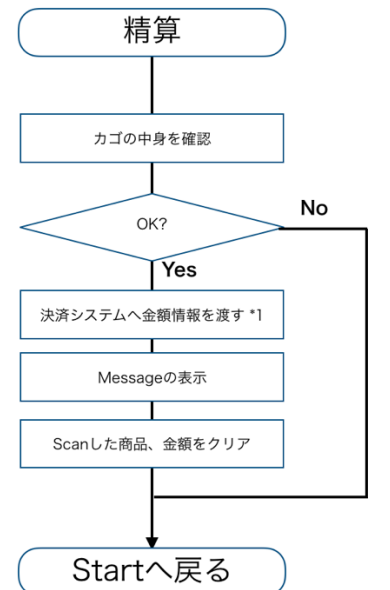 精算
カゴの中身を確認
OK?
No
Yes
決済システムへ金額情報を渡す *1
Messageの表示
Scanした商品、金額をクリア
Startへ戻る